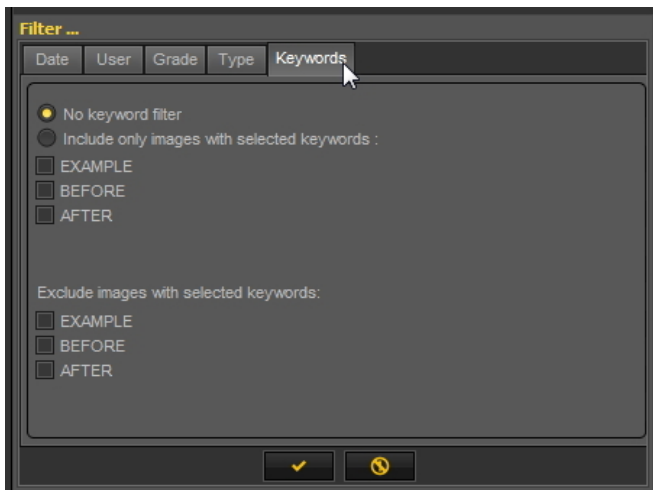 Filter ...
Date User Grade Type Keywords
No keyword filter
Include only images with selected keywords :
EXAMPLE
BEFORE
AFTER
Exclude images with selected keywords:
EXAMPLE
BEFORE
AFTER